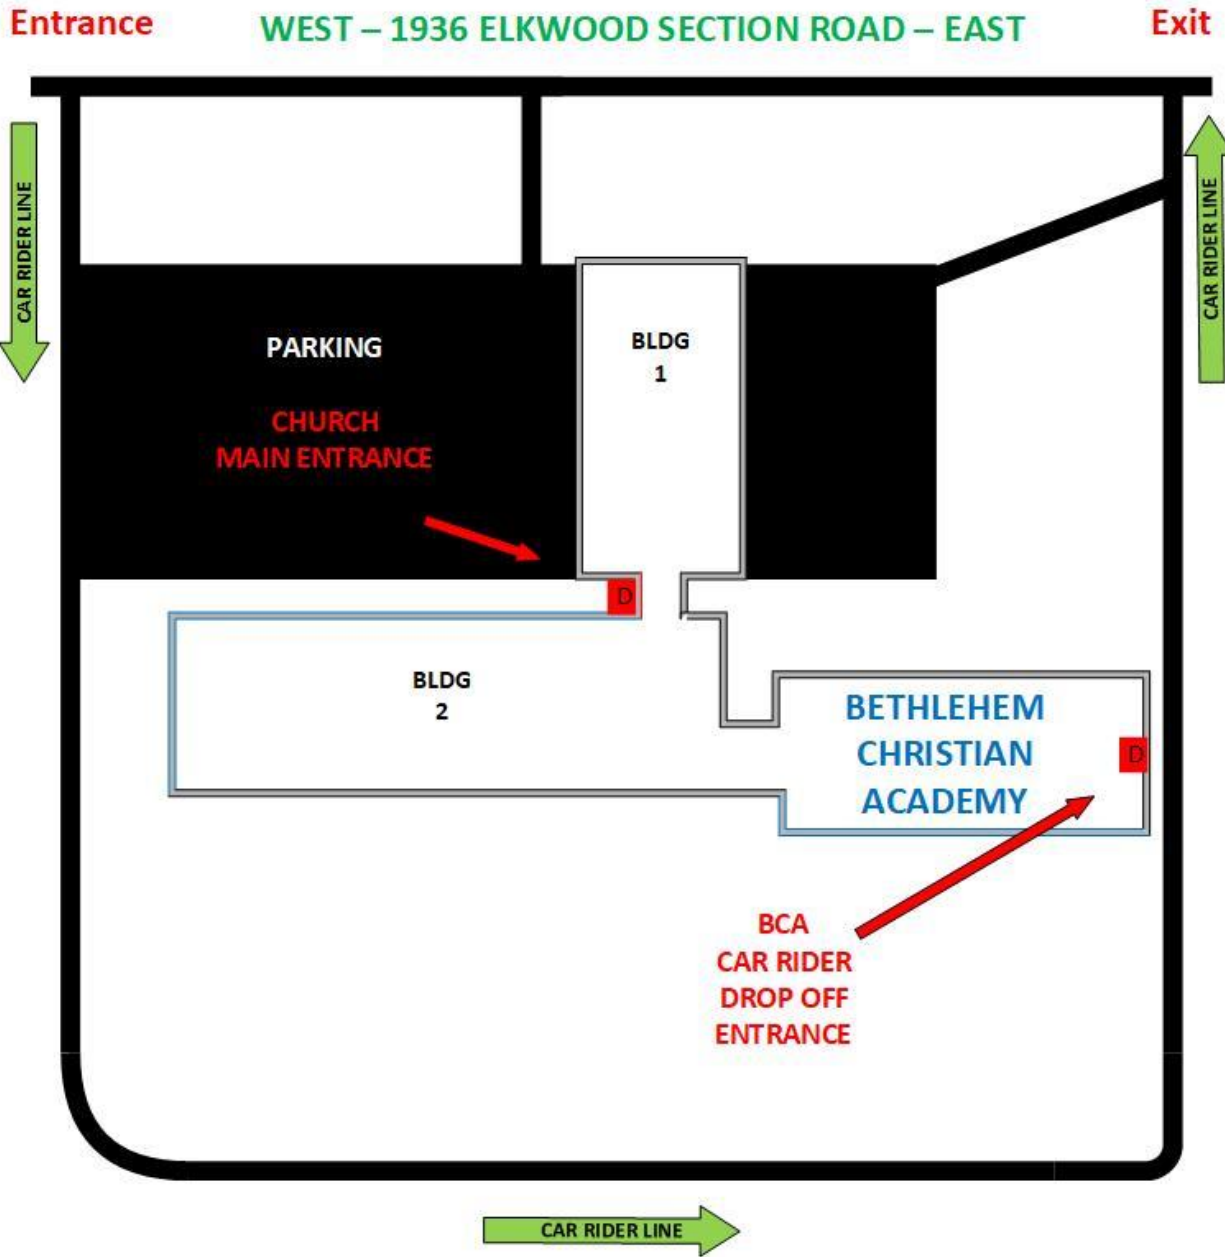 Entrance
WEST – 1936 ELKWOOD SECTION ROAD – EAST
Exit
CAR RIDER LINE
CAR RIDER LINE
PARKING
CHURCH
MAIN ENTRANCE
BLDG
1
D
BLDG
2
BETHLEHEM
CHRISTIAN
ACADEMY
D
BCA
CAR RIDER
DROP OFF
ENTRANCE
CAR RIDER LINE